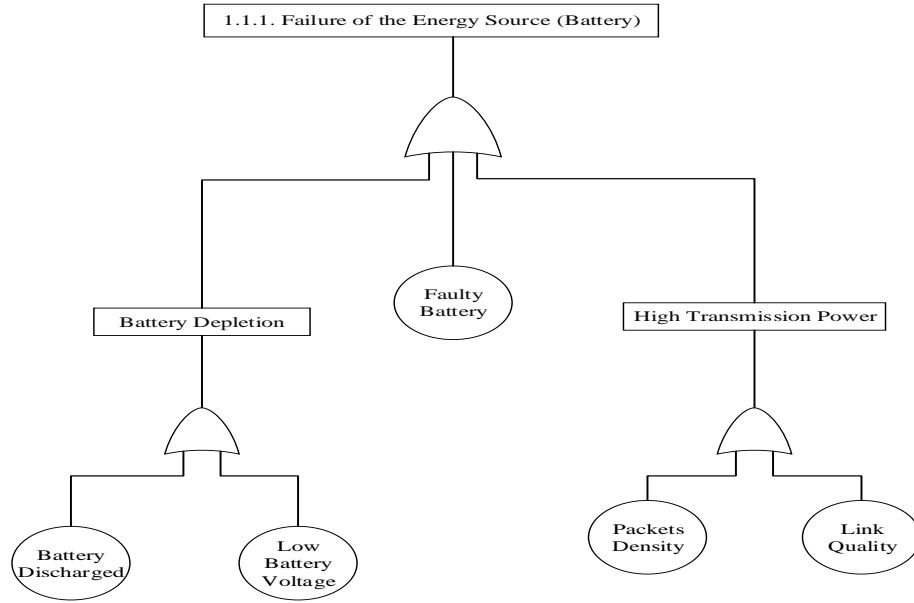 1.1.1. Failure of the Energy Source (Battery)
Faulty
Battery
Battery Depletion
High Transmission Power
Battery
Discharged
Low
Battery
Voltage
Packets
Density
Link
Quality